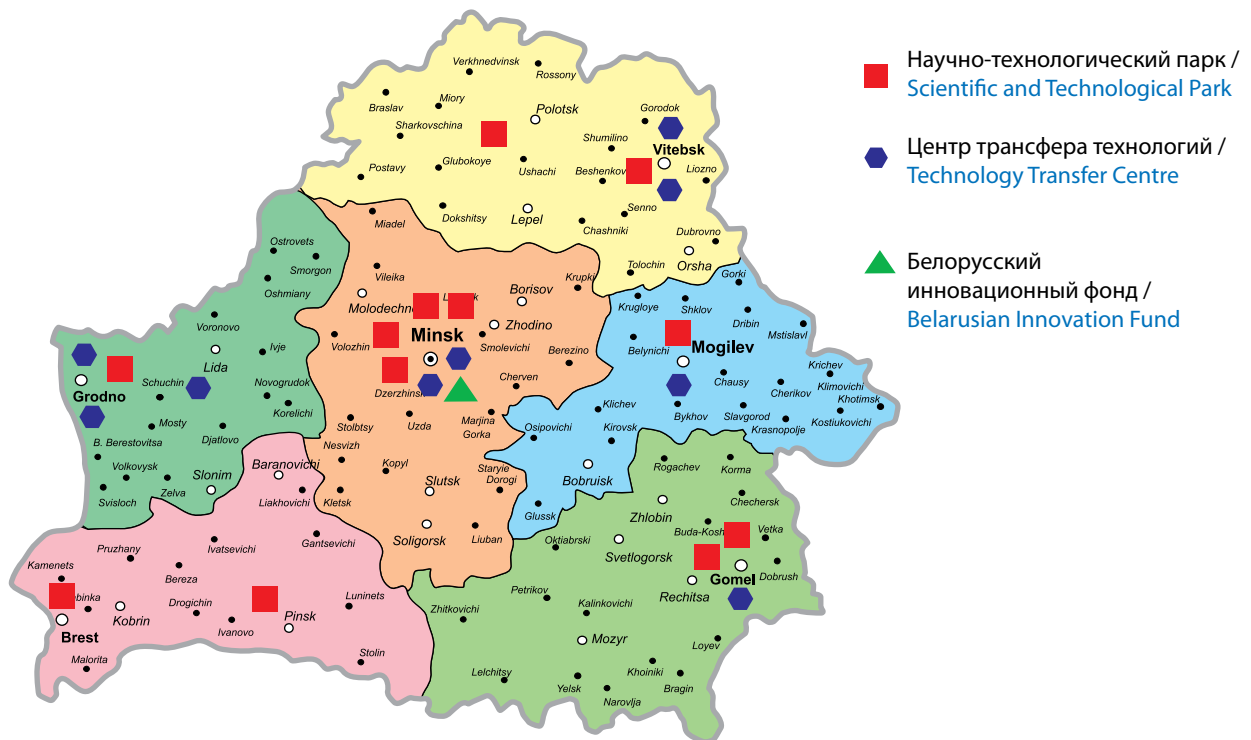 Научно-технологический парк /
Scientific and Technological Park
Центр трансфера технологий /
Technology Transfer Centre
Белорусский
инновационный фонд /
Belarusian Innovation Fund
Verkhnedvinsk
Rossony
Braslav
Miory
Polotsk
Gorodok
Sharkovschina
Shumilino
Vitebsk
Postavy
Glubokoye
Ushachi
Liozno
Dokshitsy
Lepel
Senno
Chashniki
Dubrovno
Tolochin
Orsha
Miadel
Ostrovets
Smorgon
Oshmiany
Vileika
Krupki
Borisov
Molodechno
Zhodino
Minsk
Volozhin
Smolevichi
Berezino
Cherven
Dzerzhinsk
Stolbtsy
Uzda
Marjina
Gorka
Nesvizh
Kopyl
Staryie
Dorogi
Slutsk
Kletsk
Soligorsk
Liuban
Gorki
Krugloye
Shklov
Dribin
Mstislavl
Belynichi
Mogilev
Krichev
Chausy
Klimovichi
Cherikov
Khotimsk
Bykhov
Slavgorod
Krasnopolje
Kostiukovichi
Klichev
Osipovichi
Kirovsk
Bobruisk
Glussk
Voronovo
Lida
Ivje
Grodno
Schuchin
Novogrudok
Korelichi
Mosty
Djatlovo
B. Berestovitsa
Volkovysk
Svisloch
Zelva
Slonim
Baranovichi
Liakhovichi
Gantsevichi
Pruzhany
Ivatsevichi
Kamenets
Bereza
Kobrin
Drogichin
Ivanovo
Pinsk
Luninets
Brest
Malorita
Stolin
Rogachev
Korma
Chechersk
Zhlobin
Vetka
Oktiabrski
Svetlogorsk
Gomel
Dobrush
Rechitsa
Petrikov
Kalinkovichi
Zhitkovichi
Mozyr
Loyev
Khoiniki
Lelchitsy
Yelsk
Narovlja
Bragin